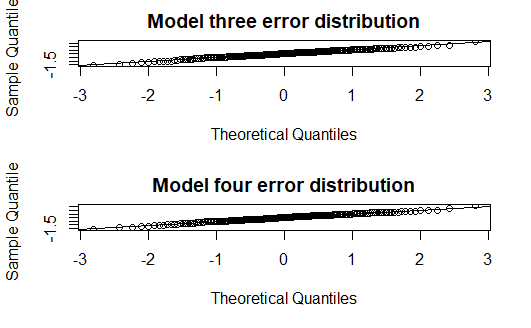 Model three error distribution
Sample Quantile
-1.5
-3 -2 -1 0 1 2 3
Theoretical Quantiles
Model four error distribution
Sample Quantile
-1.5
-3 -2 -1 0 1 2 3
Theoretical Quantiles